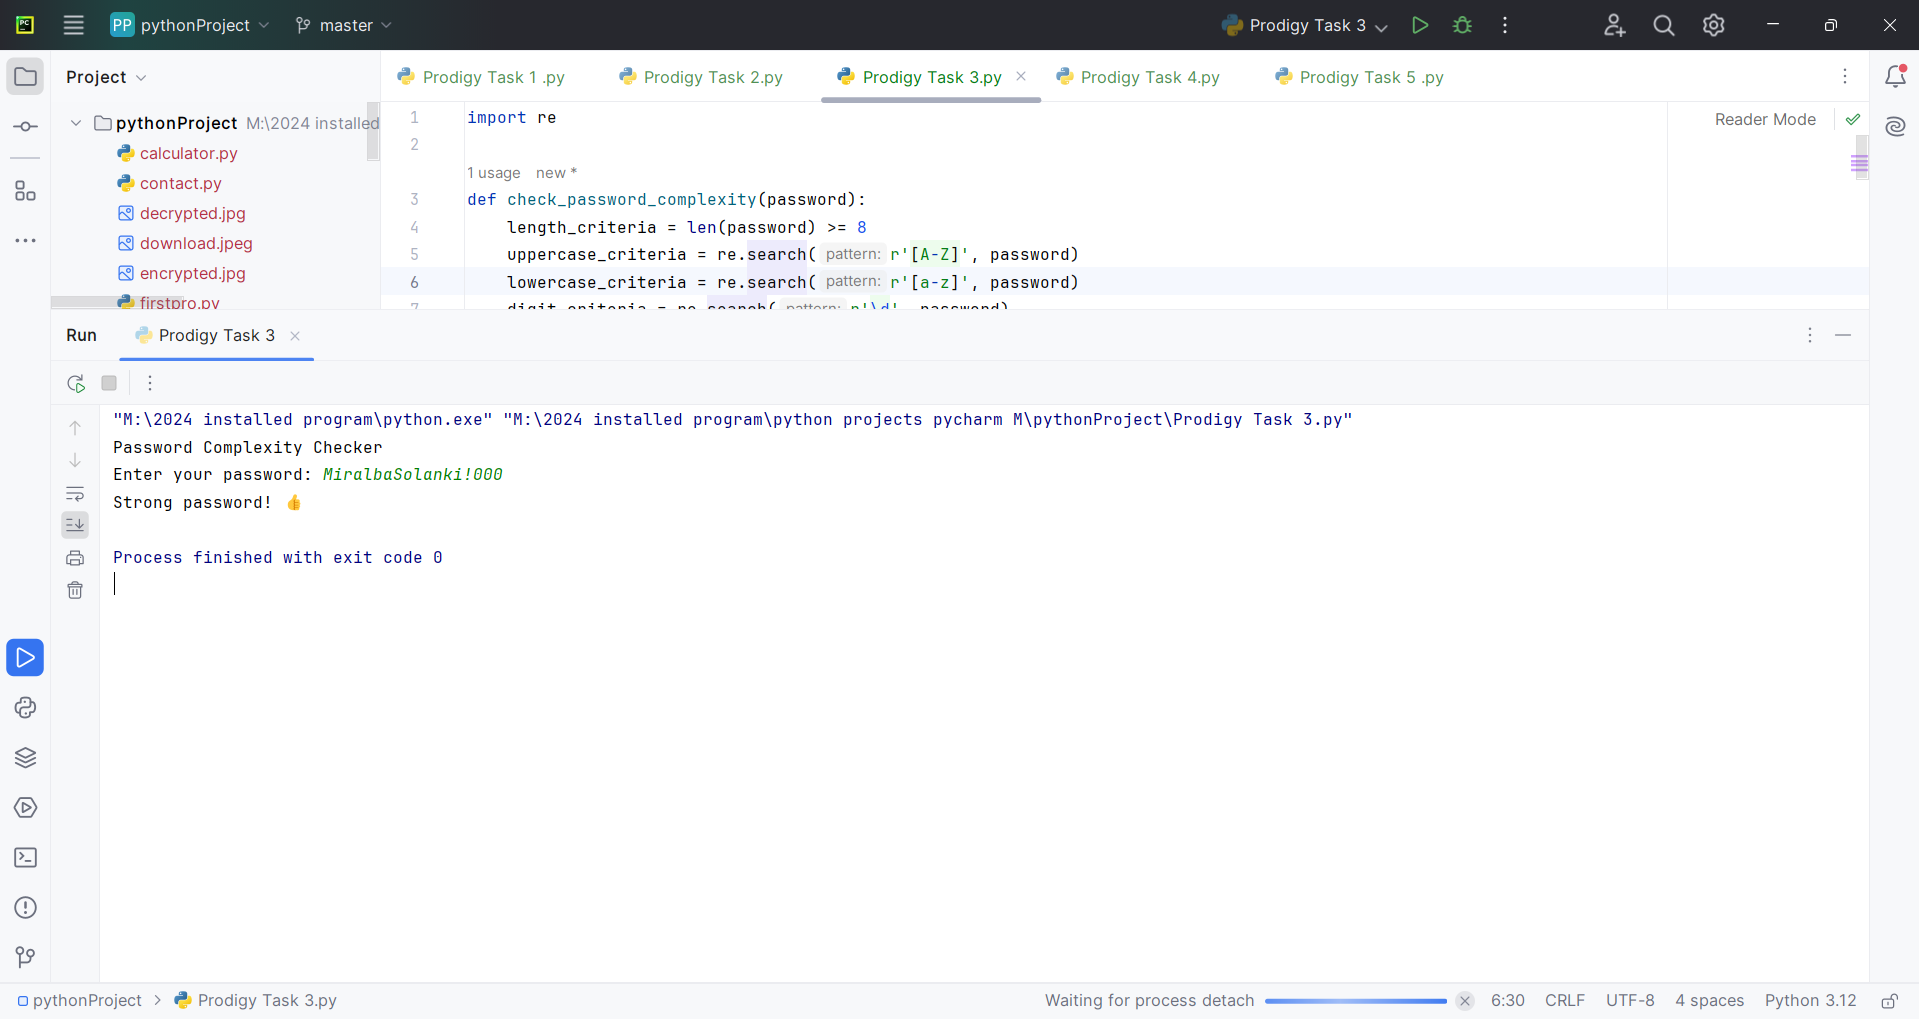 PC
PP pythonProject
master
Prodigy Task 3
Project
Prodigy Task 1 .py
Prodigy Task 2.py
Prodigy Task 3.py
Prodigy Task 4.py
Prodigy Task 5 .py
pythonProject M:\2024 installed
calculator.py
contact.py
decrypted.jpg
download.jpeg
encrypted.jpg
firstpro.py
1 import re
2
1 usage new *
3 def check_password_complexity(password):
4 length_criteria = len(password) >= 8
5 uppercase_criteria = re.search( pattern: r'[A-Z]', password)
6 lowercase_criteria = re.search( pattern: r'[a-z]', password)
7 digit_criteria = re.search( pattern: r'\d', password)
Reader Mode
Run
Prodigy Task 3
"M:\2024 installed program\python.exe" "M:\2024 installed program\python projects pycharm M\pythonProject\Prodigy Task 3.py"
Password Complexity Checker
Enter your password: MiralbaSolanki!000
Strong password! 👍
Process finished with exit code 0
pythonProject > Prodigy Task 3.py
Waiting for process detach
6:30
CRLF
UTF-8
4 spaces
Python 3.12